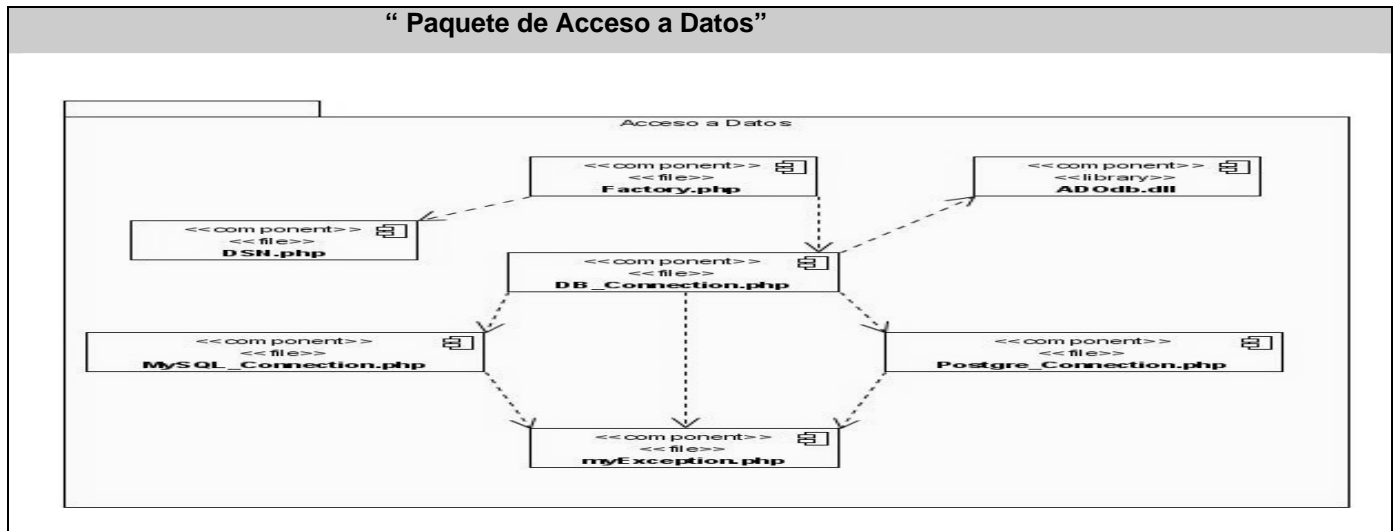 “ Paquete de Acceso a Datos”
Acceso a Datos
<<component>>
<<file>>
Factory.php
<<component>>
<<library>>
ADOdb.dll
<<component>>
<<file>>
DSN.php
<<component>>
<<file>>
DB_Connection.php
<<component>>
<<file>>
MySQL_Connection.php
<<component>>
<<file>>
Postgre_Connection.php
<<component>>
<<file>>
myException.php